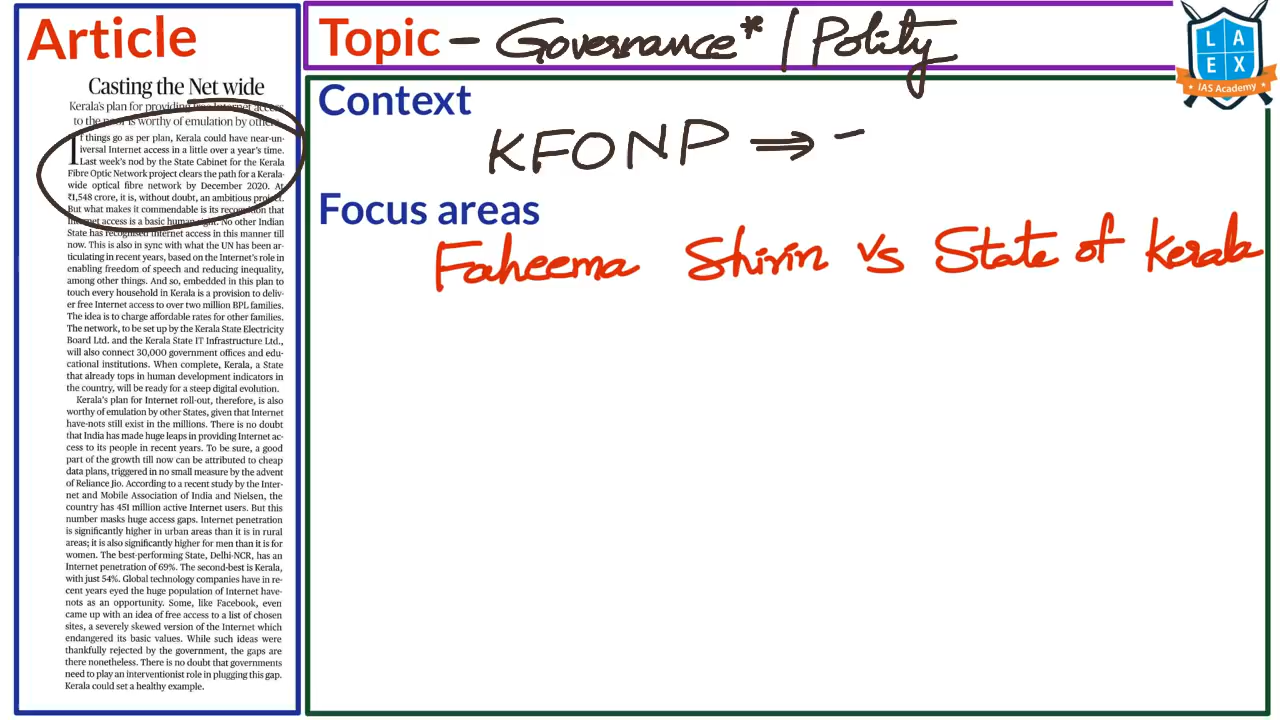 Article
Casting the Net wide
Kerala's plan for providing free Internet access
to the poor is worthy of emulation by others
If things go as per plan, Kerala could have near-un-
iversal Internet access in a little over a year's time.
Last week's nod by the State Cabinet for the Kerala
Fibre Optic Network project clears the path for a Kerala-
wide optical fibre network by December 2020. At
₹1,548 crore, it is, without doubt, an ambitious project.
But what makes it commendable is its recognition that
Internet access is a basic human right. No other Indian
State has recognised Internet access in this manner till
now. This is also in sync with what the UN has been ar-
ticulating in recent years, based on the Internet's role in
enabling freedom of speech and reducing inequality,
among other things. And so, embedded in this plan to
touch every household in Kerala is a provision to deliv-
er free Internet access to over two million BPL families.
The idea is to charge affordable rates for other families.
The network, to be set up by the Kerala State Electricity
Board Ltd. and the Kerala State IT Infrastructure Ltd.,
will also connect 30,000 government offices and edu-
cational institutions. When complete, Kerala, a State
that already tops in human development indicators in
the country, will be ready for a steep digital evolution.
Kerala's plan for Internet roll-out, therefore, is also
worthy of emulation by other States, given that Internet
have-nots still exist in the millions. There is no doubt
that India has made huge leaps in providing Internet ac-
cess to its people in recent years. To be sure, a good
part of the growth till now can be attributed to cheap
data plans, triggered in no small measure by the advent
of Reliance Jio. According to a recent study by the Inter-
net and Mobile Association of India and Nielsen, the
country has 451 million active Internet users. But this
number masks huge access gaps. Internet penetration
is significantly higher in urban areas than it is in rural
areas; it is also significantly higher for men than it is for
women. The best-performing State, Delhi-NCR, has an
Internet penetration of 69%. The second-best is Kerala,
with just 54%. Global technology companies have in re-
cent years eyed the huge population of Internet have-
nots as an opportunity. Some, like Facebook, even
came up with an idea of free access to a list of chosen
sites, a severely skewed version of the Internet which
endangered its basic values. While such ideas were
thankfully rejected by the government, the gaps are
there nonetheless. There is no doubt that governments
need to play an interventionist role in plugging this gap.
Kerala could set a healthy example.
Topic – Governance* / Polity
LA
EX
IAS Academy
Context
KFONP ⇒ –
Focus areas
Faheema Shirin vs State of Kerala